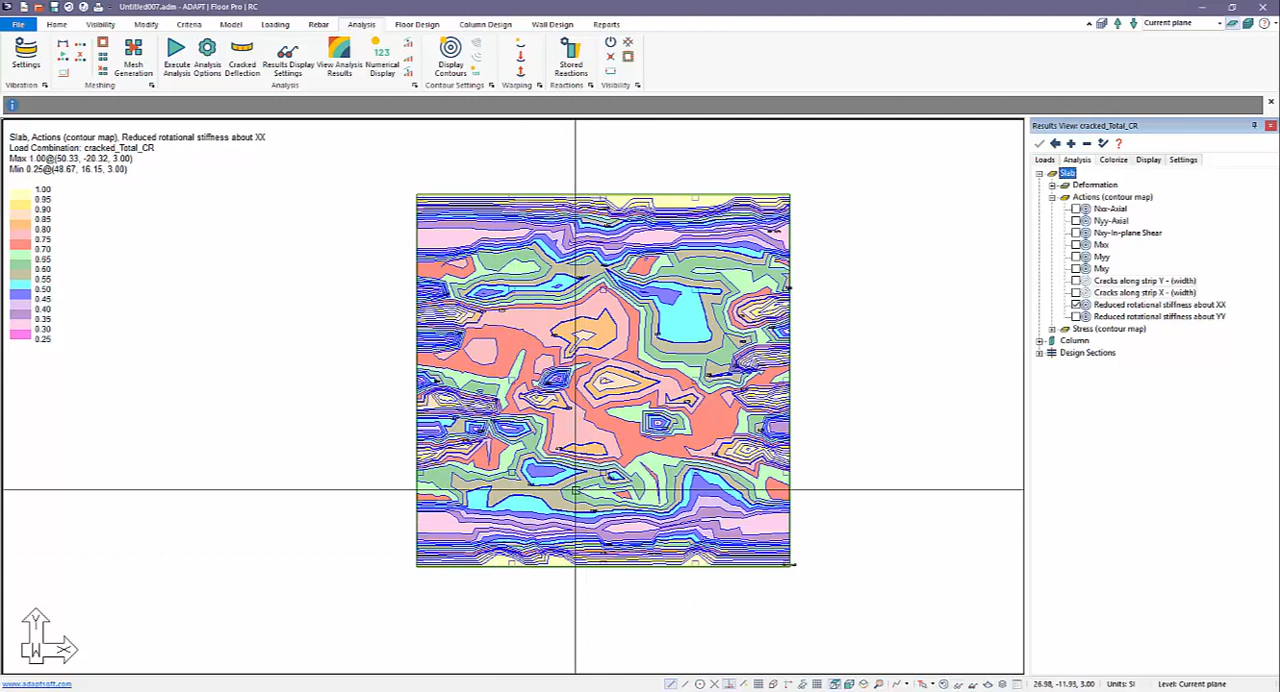 Untitled007.adm - ADAPT | Floor Pro | RC
File Home Visibility Modify Criteria Model Loading Rebar Analysis Floor Design Column Design Wall Design Reports Current plane
Settings
Mesh Generation
Execute Analysis
Analysis Options
Cracked Deflection
Results Display Settings
View Analysis Results
123
Numerical Display
Display Contours
Stored Reactions
Vibration Meshing Analysis Contour Settings Warping Reactions Visibility
Slab, Actions (contour map), Reduced rotational stiffness about XX
Load Combination: cracked_Total_CR
Max 1.00@(50.33, -20.32, 3.00)
Min 0.25@(48.67, 16.15, 3.00)
1.00
0.95
0.90
0.85
0.80
0.75
0.70
0.65
0.60
0.55
0.50
0.45
0.40
0.35
0.30
0.25
Y
W X
Results View: cracked_Total_CR
Loads Analysis Colorize Display Settings
Slab
Deformation
Actions (contour map)
Nxx-Axial
Nyy-Axial
Nxy-In-plane Shear
Mxx
Myy
Mxy
Cracks along strip Y - (width)
Cracks along strip X - (width)
Reduced rotational stiffness about XX
Reduced rotational stiffness about YY
Stress (contour map)
Column
Design Sections
www.adaptsoft.com
26.98, -11.93, 3.00 Units: SI Level: Current plane